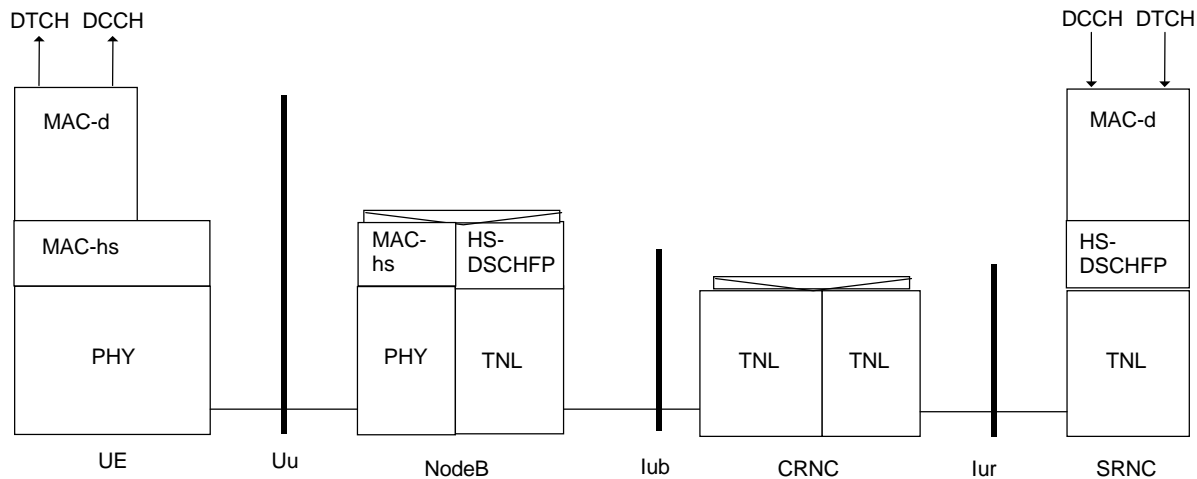 DTCH DCCH
DCCH DTCH
MAC-d
MAC-d
MAC-hs
MAC-
hs
HS-
DSCHFP
HS-
DSCHFP
PHY
PHY
TNL
TNL
TNL
TNL
UE
Uu
NodeB
Iub
CRNC
Iur
SRNC